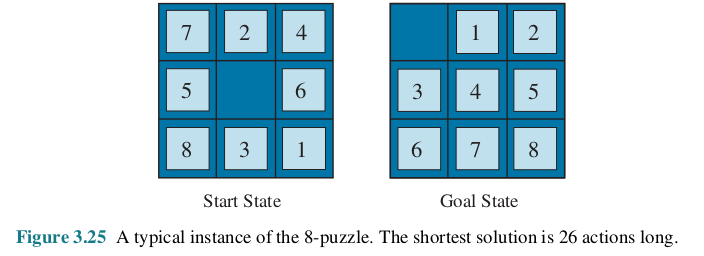 7 2 4 1 2
5 6 3 4 5
8 3 1 6 7 8
Start State Goal State
Figure 3.25 A typical instance of the 8-puzzle. The shortest solution is 26 actions long.